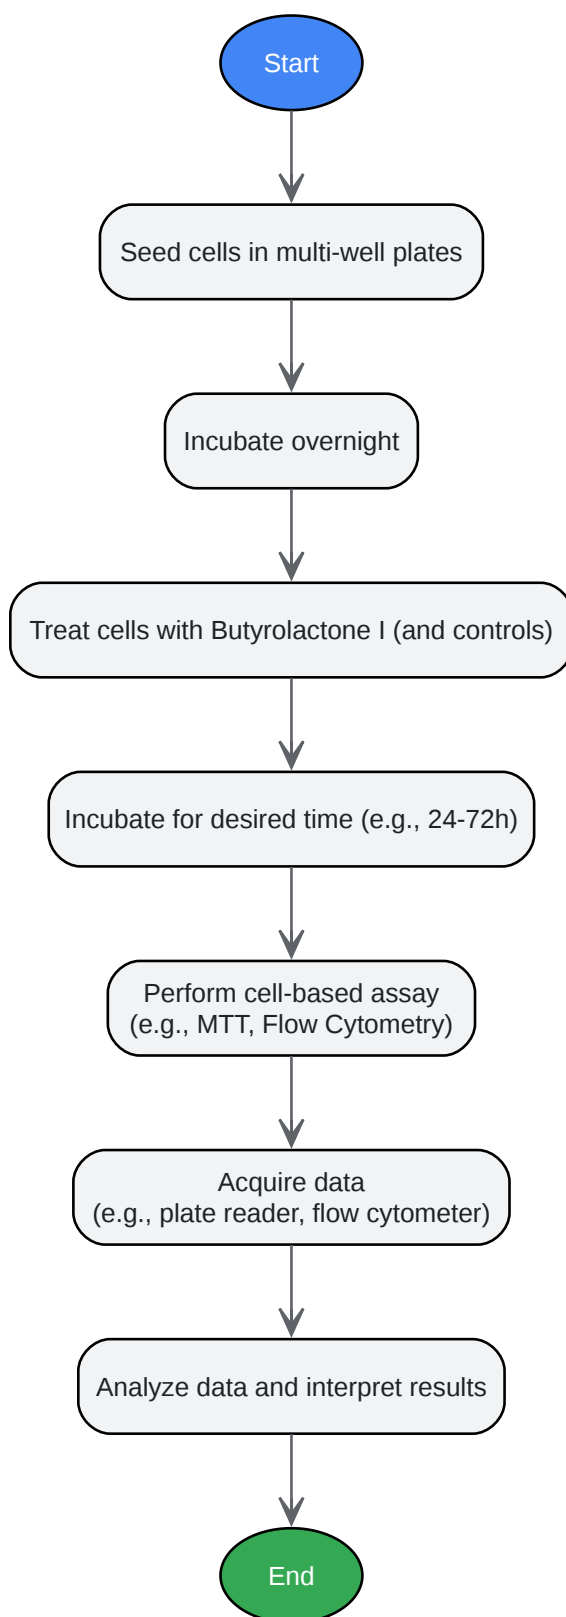 Start
Seed cells in multi-well plates
Incubate overnight
Treat cells with Butyrolactone I (and controls)
Incubate for desired time (e.g., 24-72h)
Perform cell-based assay
(e.g., MTT, Flow Cytometry)
Acquire data
(e.g., plate reader, flow cytometer)
Analyze data and interpret results
End